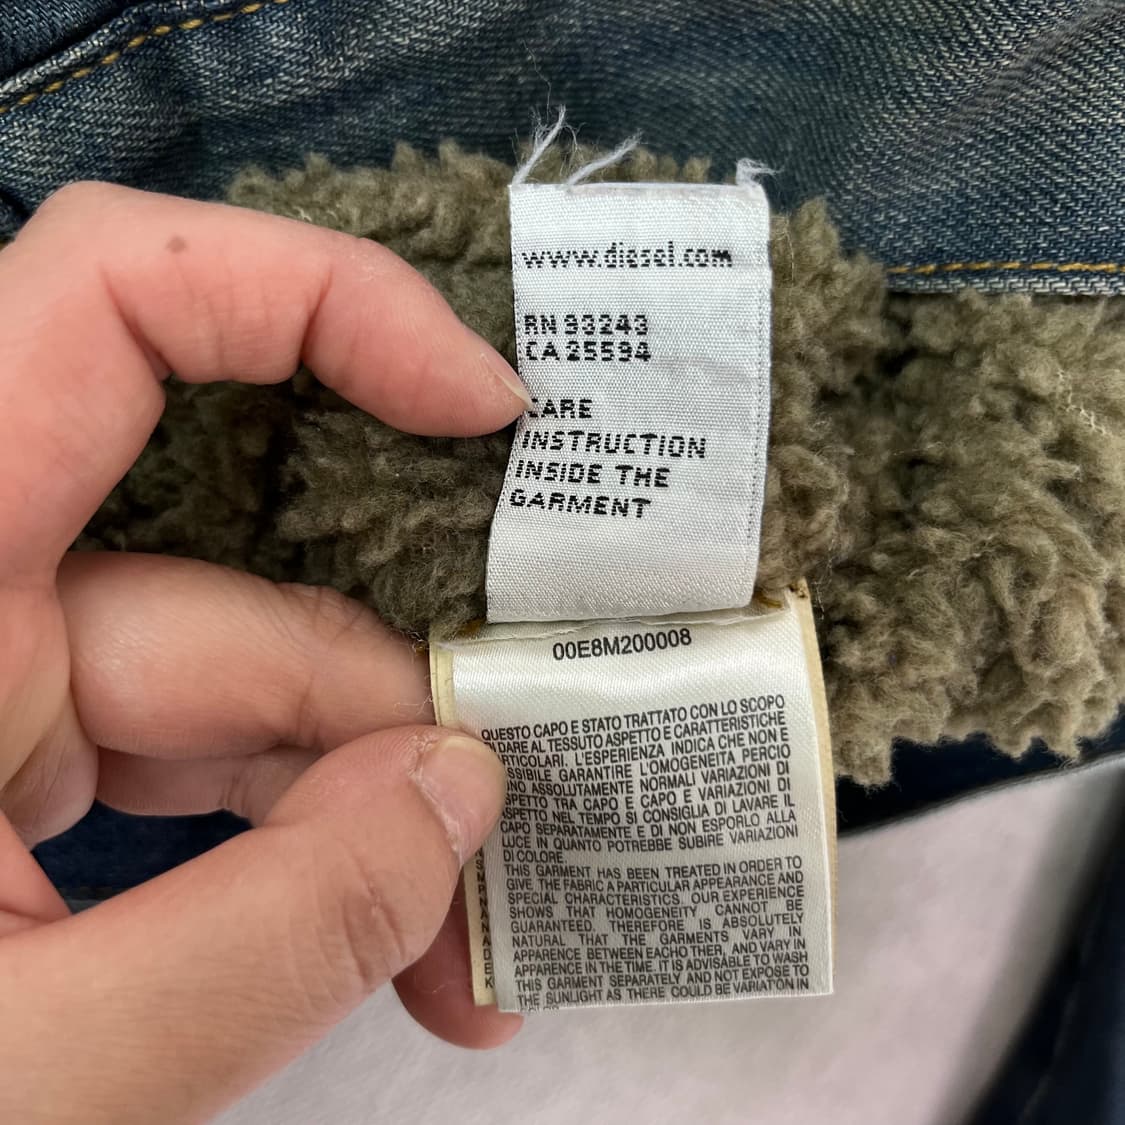 www.diesel.com
RN 93243
CA 25594
CARE
INSTRUCTION
INSIDE THE
GARMENT
00E8M200008
QUESTO CAPO E STATO TRATTATO CON LO SCOPO
DI DARE AL TESSUTO ASPETTO E CARATTERISTICHE
RTICOLARI. L'ESPERIENZA INDICA CHE NON E
SSIBILE GARANTIRE L'OMOGENEITA PERCIO
NO ASSOLUTAMENTE NORMALI VARIAZIONI DI
SPETTO TRA CAPO E CAPO E VARIAZIONI DI
ASPETTO NEL TEMPO SI CONSIGLIA DI LAVARE IL
CAPO SEPARATAMENTE E DI NON ESPORLO ALLA
LUCE IN QUANTO POTREBBE SUBIRE VARIAZIONI
DI COLORE
THIS GARMENT HAS BEEN TREATED IN ORDER TO
GIVE THE FABRIC A PARTICULAR APPEARANCE AND
SPECIAL CHARACTERISTICS. OUR EXPERIENCE
SHOWS THAT HOMOGENEITY CANNOT BE
GUARANTEED. THEREFORE IS ABSOLUTELY
NATURAL THAT THE GARMENTS VARY IN
APPARENCE BETWEEN EACHO THER, AND VARY IN
APPARENCE IN THE TIME. IT IS ADVISABLE TO WASH
THIS GARMENT SEPARATELY AND NOT EXPOSE TO
THE SUNLIGHT AS THERE COULD BE VARIATION IN